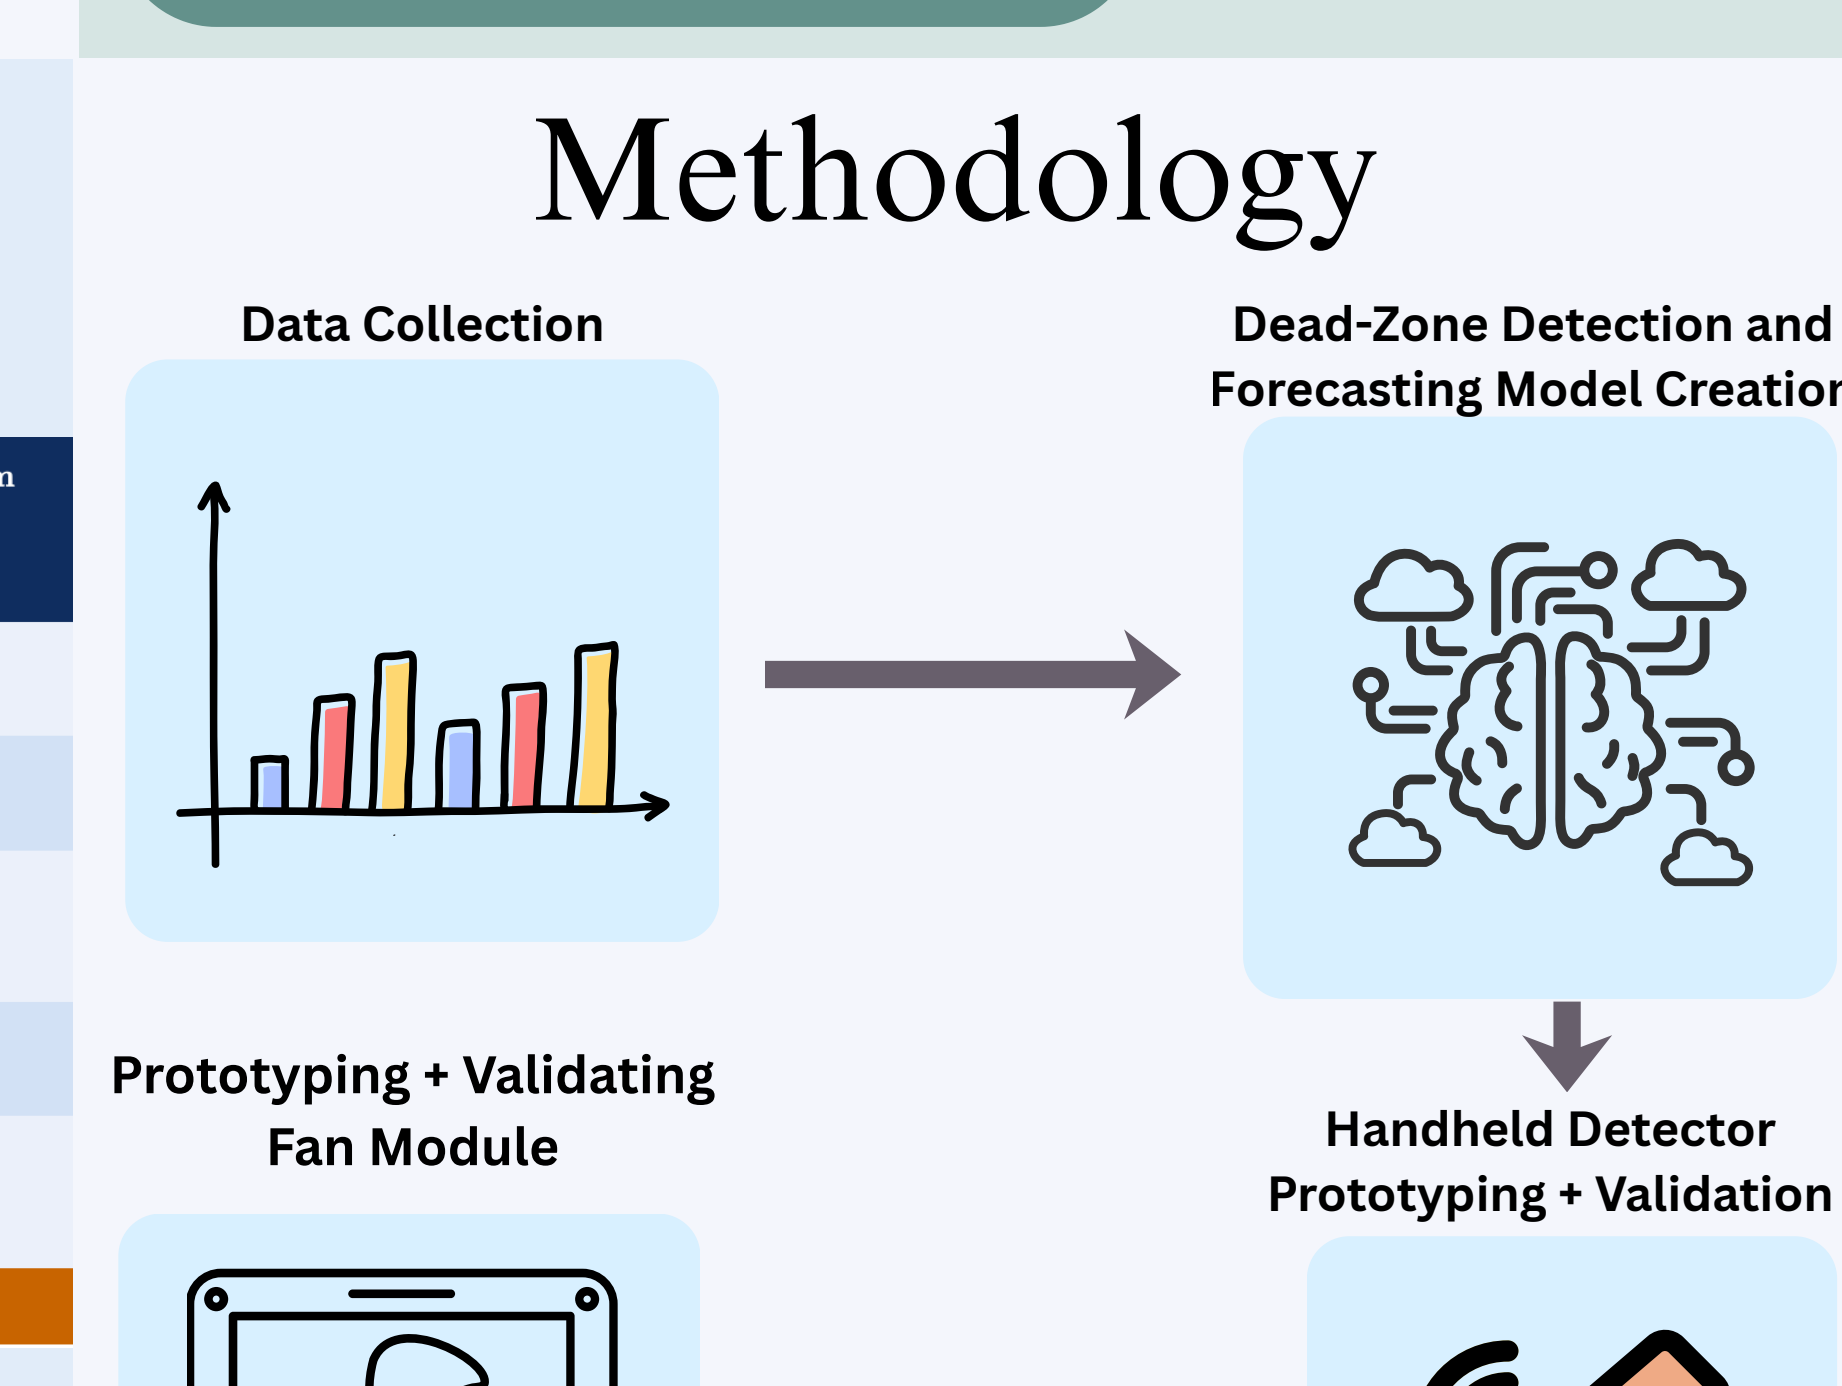 Methodology
Data Collection
Dead-Zone Detection and
Forecasting Model Creation
Prototyping + Validating
Fan Module
Handheld Detector
Prototyping + Validation